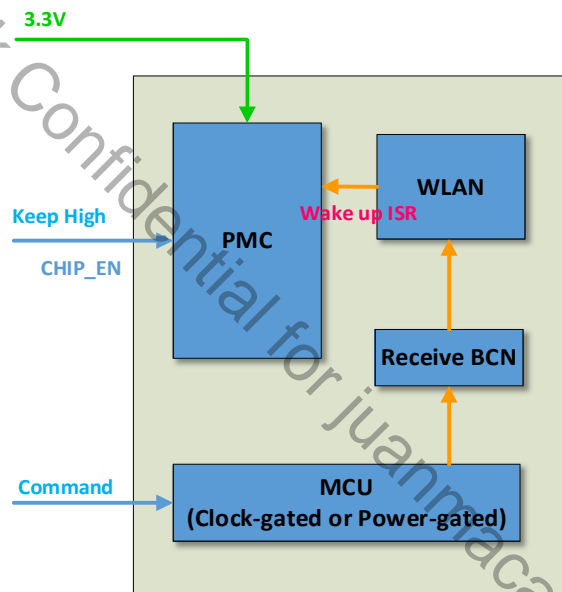 3.3V
WLAN
Keep High
Wake up ISR
PMC
CHIP_EN
Receive BCN
Command
MCU
(Clock-gated or Power-gated)
Confidential for juanmaca